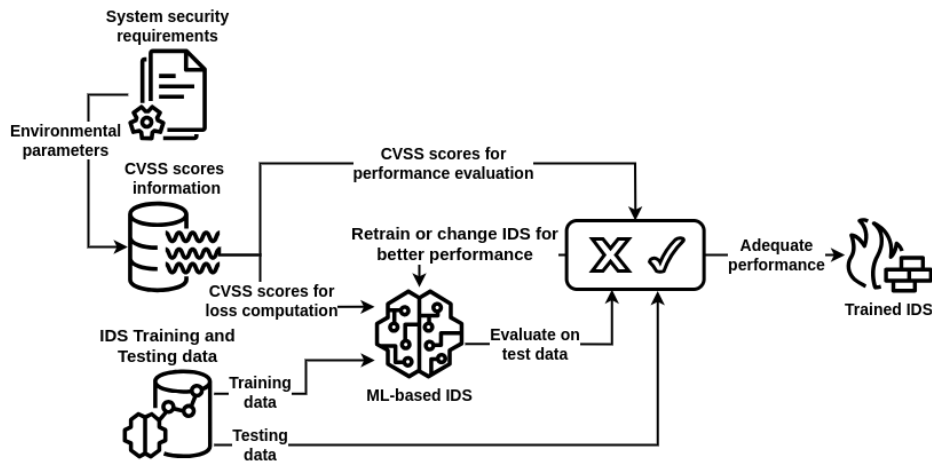 System security
requirements
Environmental
parameters
CVSS scores
information
CVSS scores for
performance evaluation
Retrain or change IDS for
better performance
Adequate
performance
Trained IDS
CVSS scores for
loss computation
IDS Training and
Testing data
Evaluate on
test data
ML-based IDS
Training
data
Testing
data